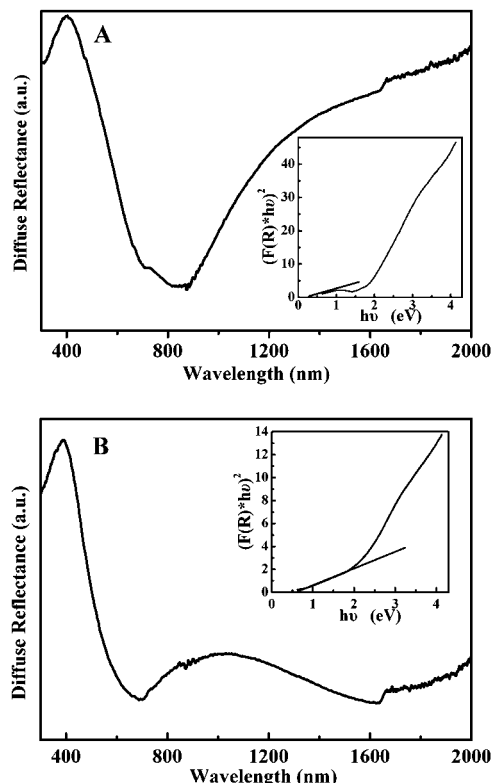 A
Diffuse Reflectance (a.u.)
(F(R)*hυ)²
40
30
20
10
0
0 1 2 3 4
hυ (eV)
400 800 1200 1600 2000
Wavelength (nm)
B
Diffuse Reflectance (a.u.)
(F(R)*hυ)²
14
12
10
8
6
4
2
0
1 2 3 4
hυ (eV)
400 800 1200 1600 2000
Wavelength (nm)